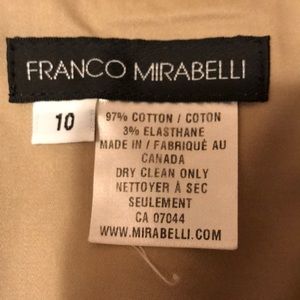 FRANCO MIRABELLI
10
97% COTTON / COTON
3% ELASTHANE
MADE IN / FABRIQUÉ AU
CANADA
DRY CLEAN ONLY
NETTOYER À SEC
SEULEMENT
CA 07044
WWW.MIRABELLI.COM